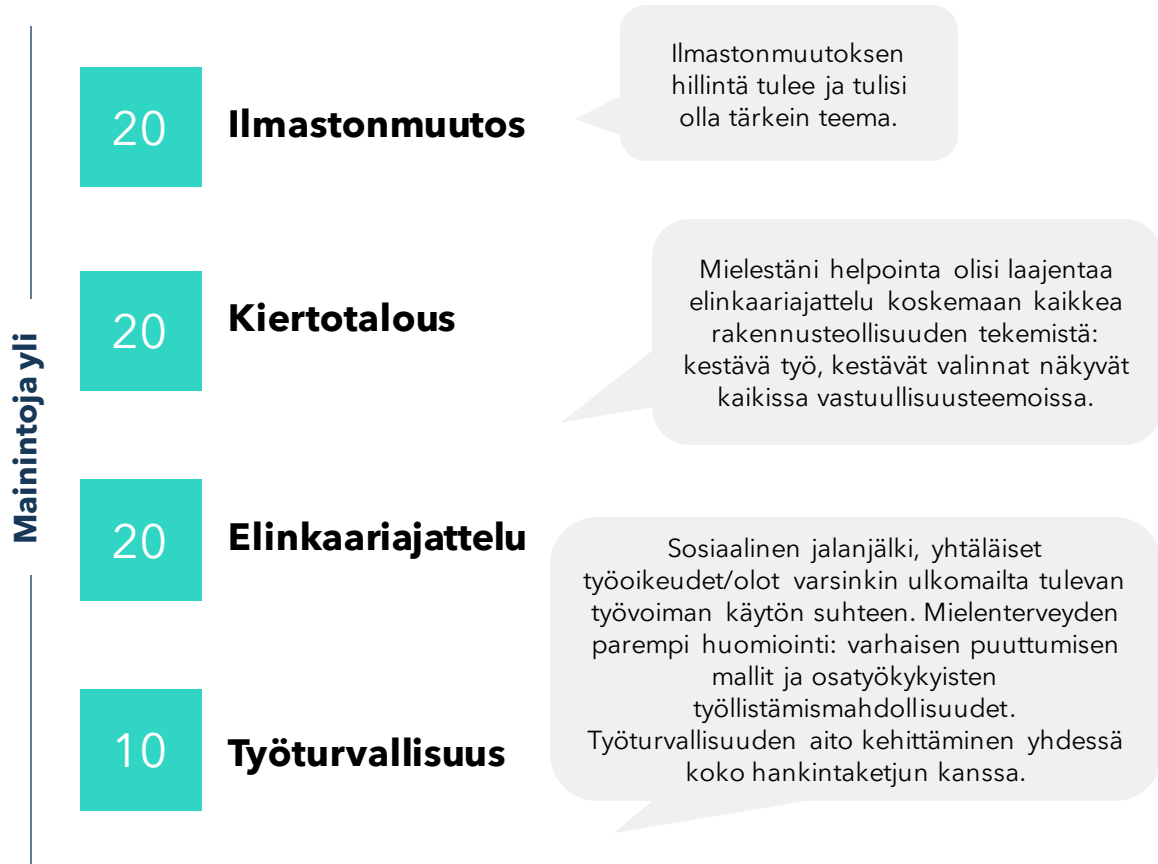 Mainintoja yli
20
Ilmastonmuutos
Ilmastonmuutoksen
hillintä tulee ja tulisi
olla tärkein teema.
20
Kiertotalous
Mielestäni helpointa olisi laajentaa
elinkaariajattelu koskemaan kaikkea
rakennusteollisuuden tekemistä:
kestävä työ, kestävät valinnat näkyvät
kaikissa vastuullisuusteemoissa.
20
Elinkaariajattelu
Sosiaalinen jalanjälki, yhtäläiset
työoikeudet/olot varsinkin ulkomailta tulevan
työvoiman käytön suhteen. Mielenterveyden
parempi huomiointi: varhaisen puuttumisen
mallit ja osatyökykyisten
työllistämismahdollisuudet.
Työturvallisuuden aito kehittäminen yhdessä
koko hankintaketjun kanssa.
10
Työturvallisuus